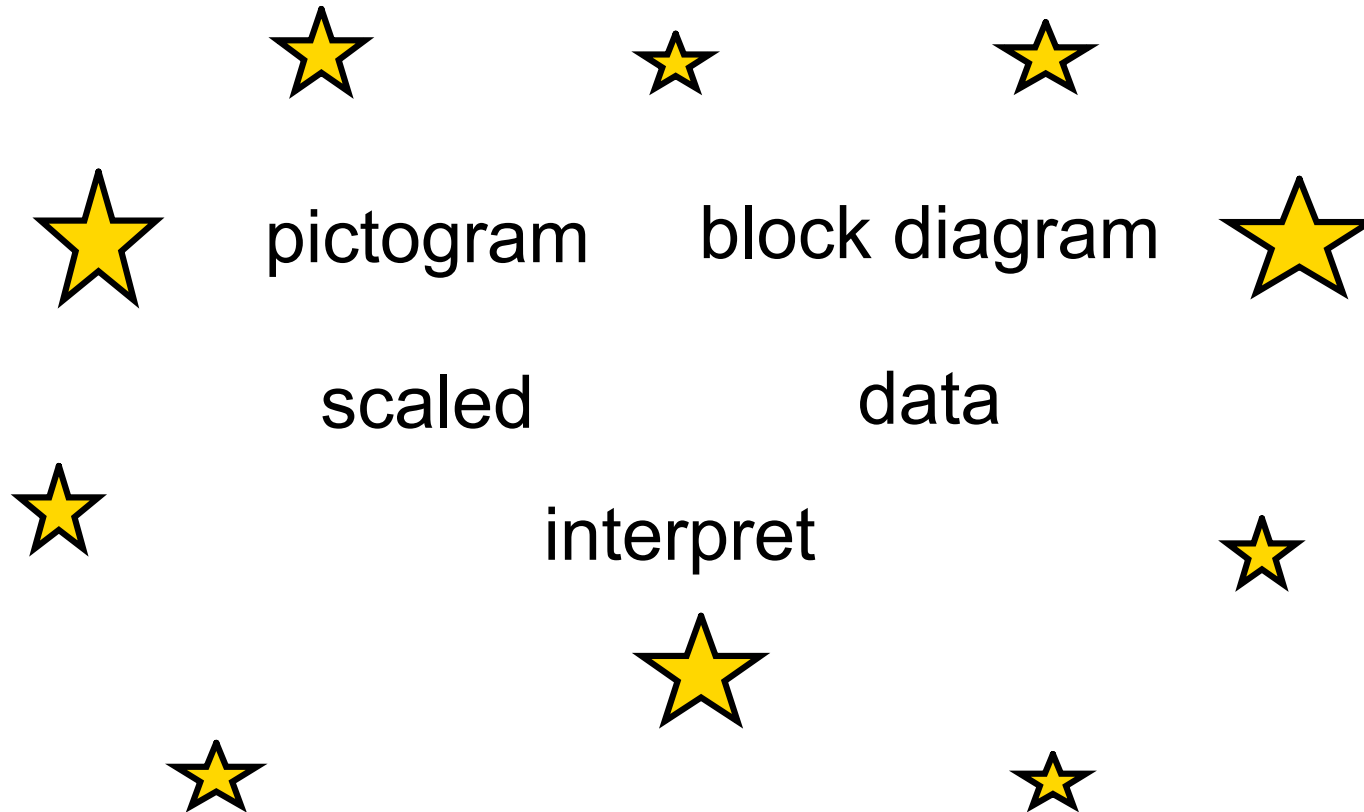 pictogram
block diagram
scaled
data
interpret